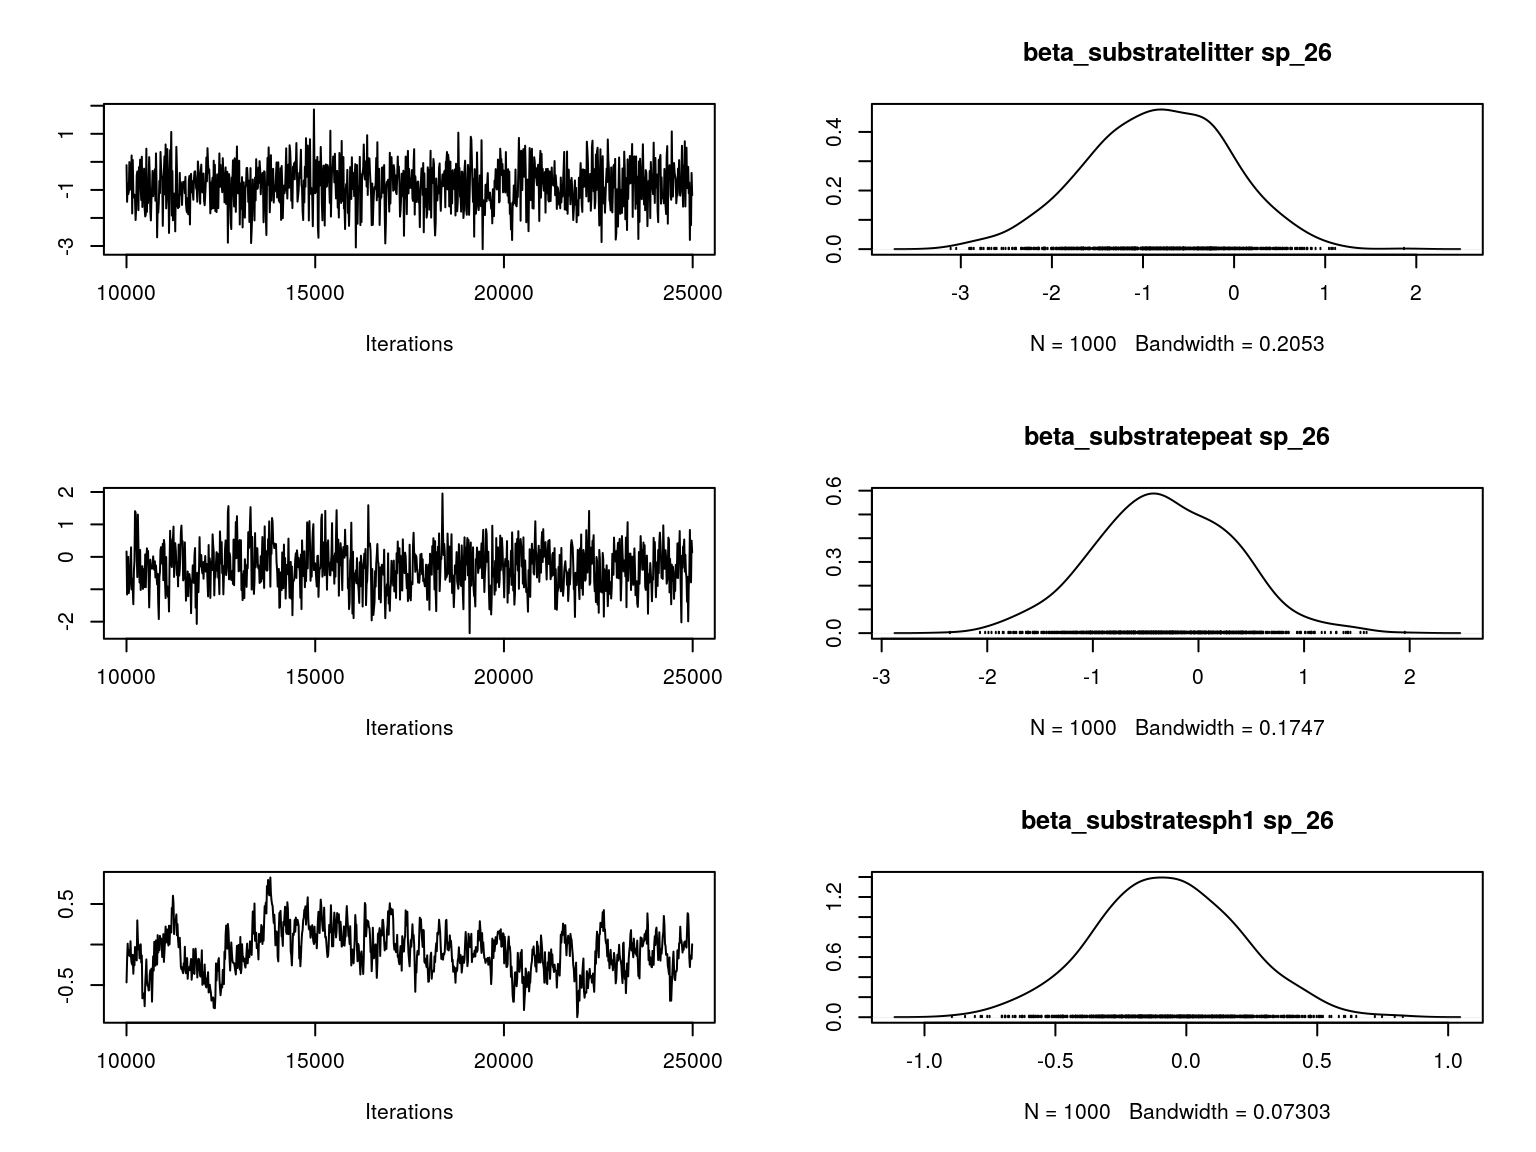 beta_substratelitter sp_26
1
-1
-3
10000 15000 20000 25000
Iterations
0.4
0.2
0.0
-3 -2 -1 0 1 2
N = 1000 Bandwidth = 0.2053
beta_substratepeat sp_26
2
1
0
-2
10000 15000 20000 25000
Iterations
0.6
0.3
0.0
-3 -2 -1 0 1 2
N = 1000 Bandwidth = 0.1747
beta_substratesph1 sp_26
0.5
-0.5
10000 15000 20000 25000
Iterations
1.2
0.6
0.0
-1.0 -0.5 0.0 0.5 1.0
N = 1000 Bandwidth = 0.07303